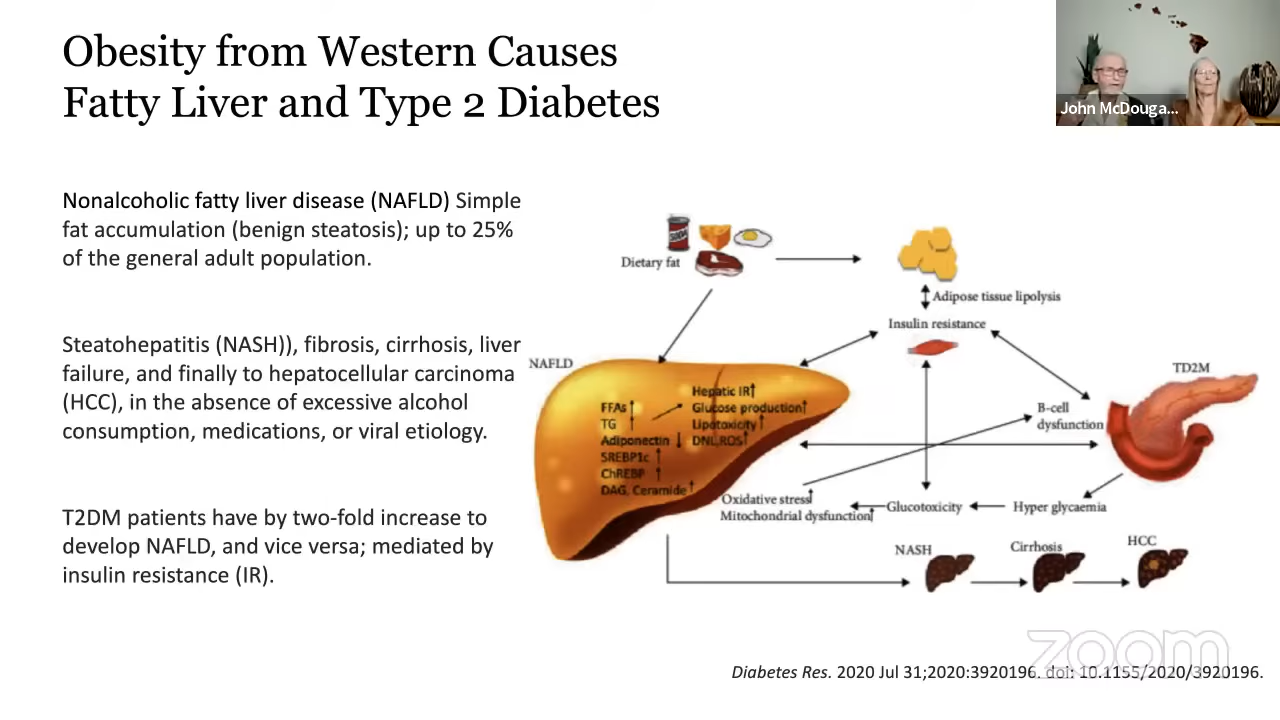 Obesity from Western Causes
Fatty Liver and Type 2 Diabetes
John McDouga...
Nonalcoholic fatty liver disease (NAFLD) Simple
fat accumulation (benign steatosis); up to 25%
of the general adult population.
Steatohepatitis (NASH)), fibrosis, cirrhosis, liver
failure, and finally to hepatocellular carcinoma
(HCC), in the absence of excessive alcohol
consumption, medications, or viral etiology.
T2DM patients have by two-fold increase to
develop NAFLD, and vice versa; mediated by
insulin resistance (IR).
Dietary fat
Adipose tissue lipolysis
Insulin resistance
NAFLD
TD2M
Hepatic IR↑
FFAs ↑
Glucose production↑
TG ↑
Lipotoxicity↑
Adiponectin ↓
DNL,ROS↑
SREBP1c ↑
ChREBP ↑
DAG, Ceramide↑
B-cell
dysfunction
Oxidative stress↑
Mitochondrial dysfunction↑
Glucotoxicity
Hyper glycaemia
NASH
Cirrhosis
HCC
zoom
Diabetes Res. 2020 Jul 31;2020:3920196. doi: 10.1155/2020/3920196.